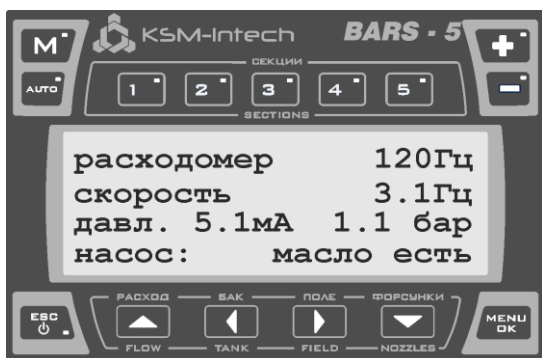 M
KSM-Intech
BARS - 5
+
AUTO
СЕКЦИИ
1 2 3 4 5
SECTIONS
расходомер 120Гц
скорость 3.1Гц
давл. 5.1мА 1.1 бар
насос: масло есть
ESC
РАСХОД БАК ПОЛЕ ФОРСУНКИ
MENU
OK
FLOW TANK FIELD NOZZLES